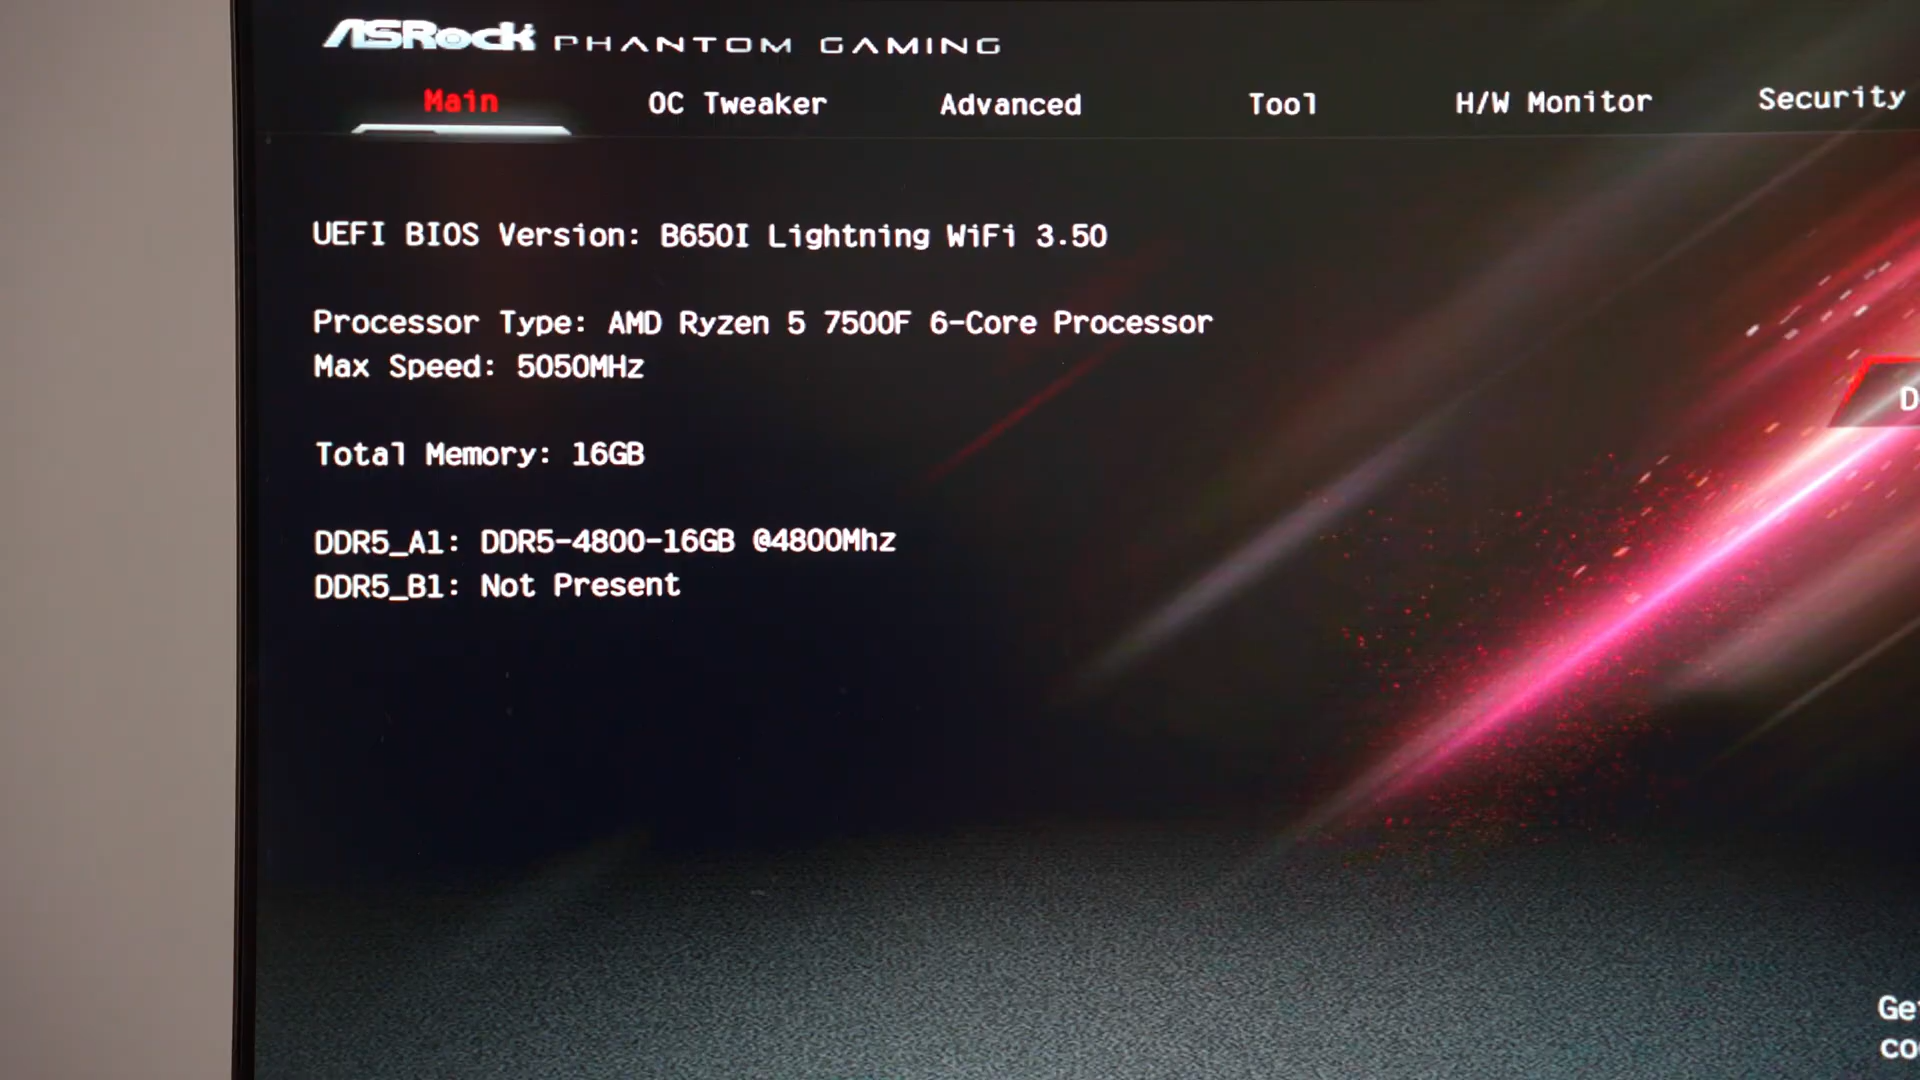 ASRock PHANTOM GAMING
Main OC Tweaker Advanced Tool H/W Monitor Security
UEFI BIOS Version: B650I Lightning WiFi 3.50
Processor Type: AMD Ryzen 5 7500F 6-Core Processor
Max Speed: 5050MHz
Total Memory: 16GB
DDR5_A1: DDR5-4800-16GB @4800Mhz
DDR5_B1: Not Present